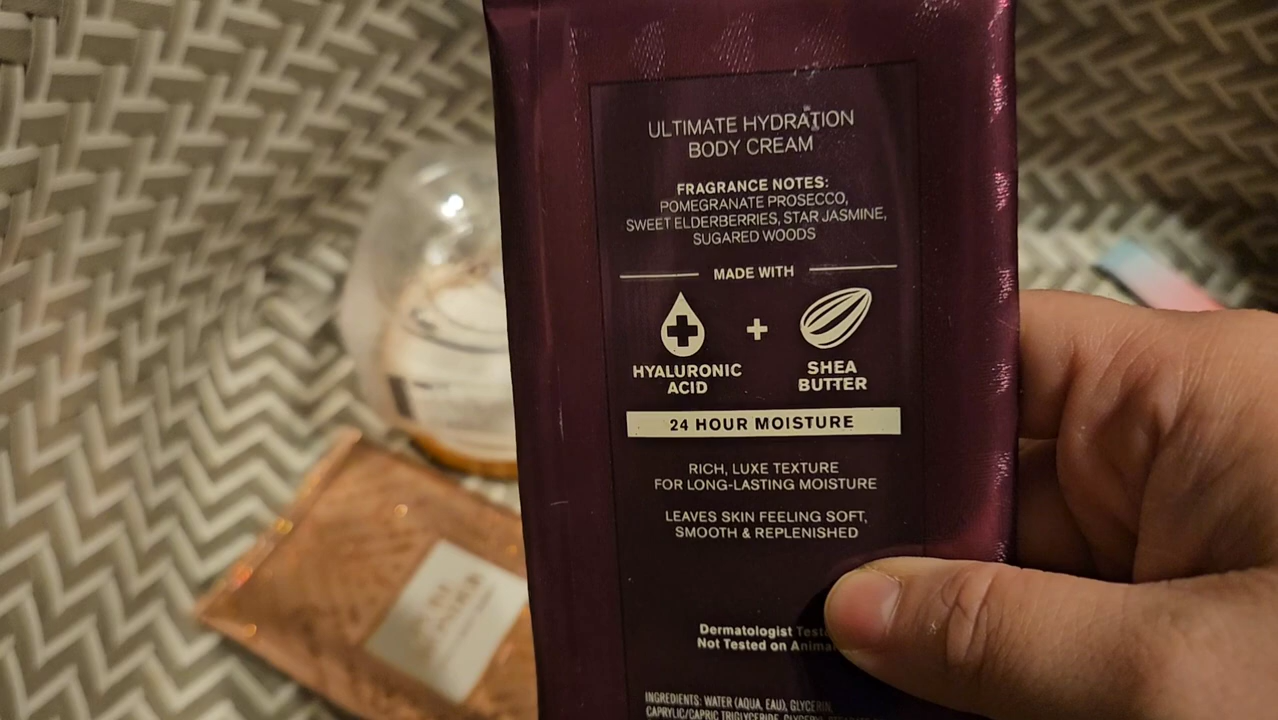 ULTIMATE HYDRATION
BODY CREAM
FRAGRANCE NOTES:
POMEGRANATE PROSECCO,
SWEET ELDERBERRIES, STAR JASMINE,
SUGARED WOODS
MADE WITH
HYALURONIC
ACID
+
SHEA
BUTTER
24 HOUR MOISTURE
RICH, LUXE TEXTURE
FOR LONG-LASTING MOISTURE
LEAVES SKIN FEELING SOFT,
SMOOTH & REPLENISHED
Dermatologist
Not Tested on
INGREDIENTS: WATER (AQUA, EAU), GLYCERIN,
CAPRYLIC/CAPRIC TRIGLYCERIDE,